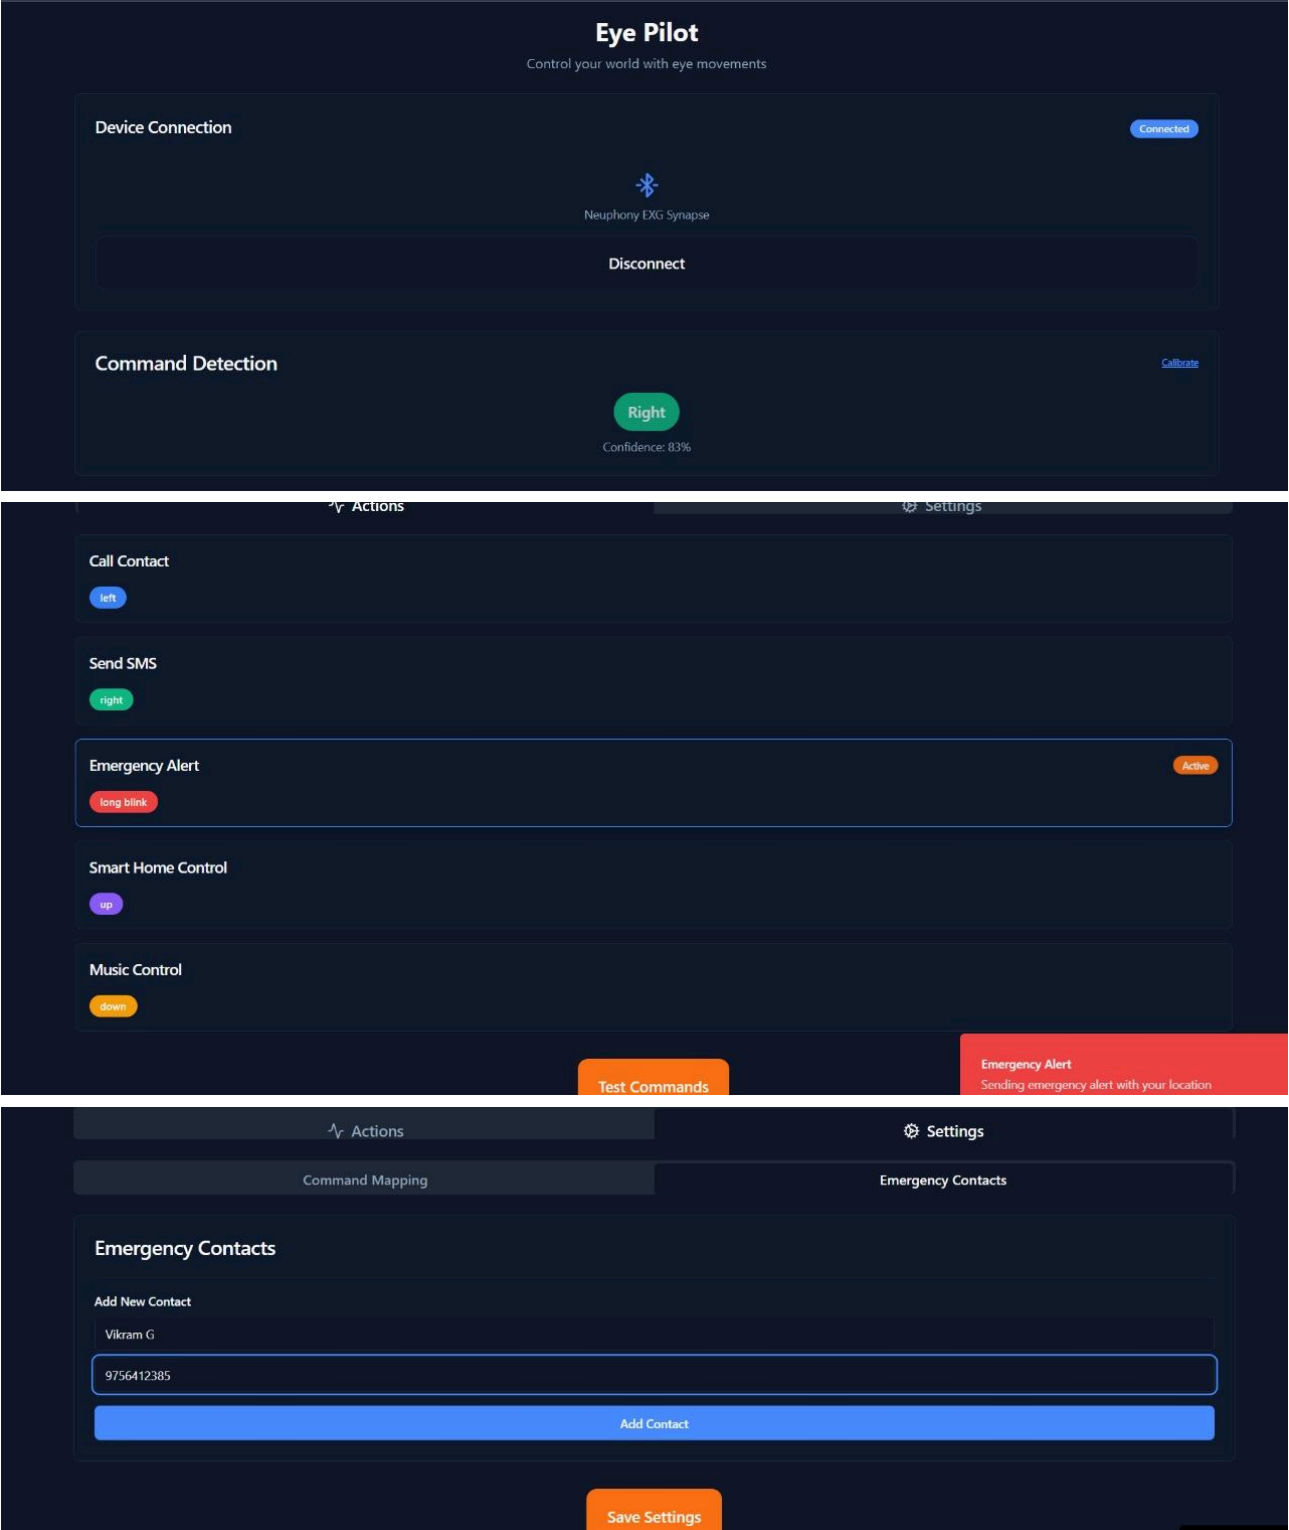 Eye Pilot
Control your world with eye movements
Device Connection
Connected
Neuphony EXG Synapse
Disconnect
Command Detection
Calibrate
Right
Confidence: 83%
Actions
Settings
Call Contact
left
Send SMS
right
Emergency Alert
Active
long blink
Smart Home Control
up
Music Control
down
Test Commands
Emergency Alert
Sending emergency alert with your location
Actions
Settings
Command Mapping
Emergency Contacts
Emergency Contacts
Add New Contact
Vikram G
9756412385
Add Contact
Save Settings